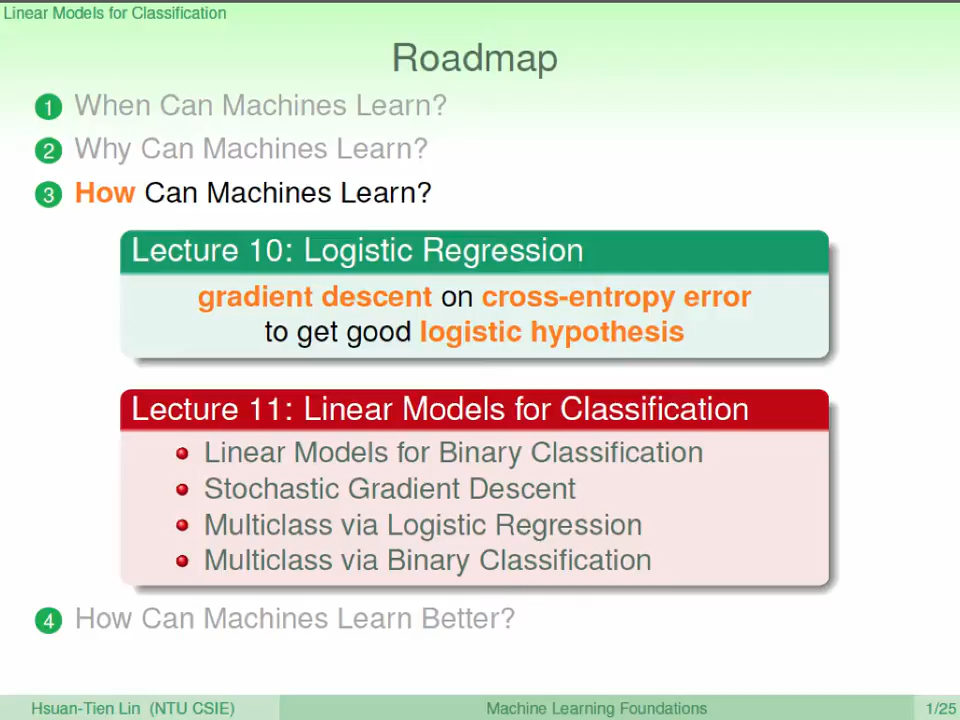 Linear Models for Classification
Roadmap
1 When Can Machines Learn?
2 Why Can Machines Learn?
3 How Can Machines Learn?
Lecture 10: Logistic Regression
gradient descent on cross-entropy error
to get good logistic hypothesis
Lecture 11: Linear Models for Classification
Linear Models for Binary Classification
Stochastic Gradient Descent
Multiclass via Logistic Regression
Multiclass via Binary Classification
4 How Can Machines Learn Better?
Hsuan-Tien Lin (NTU CSIE) Machine Learning Foundations 1/25